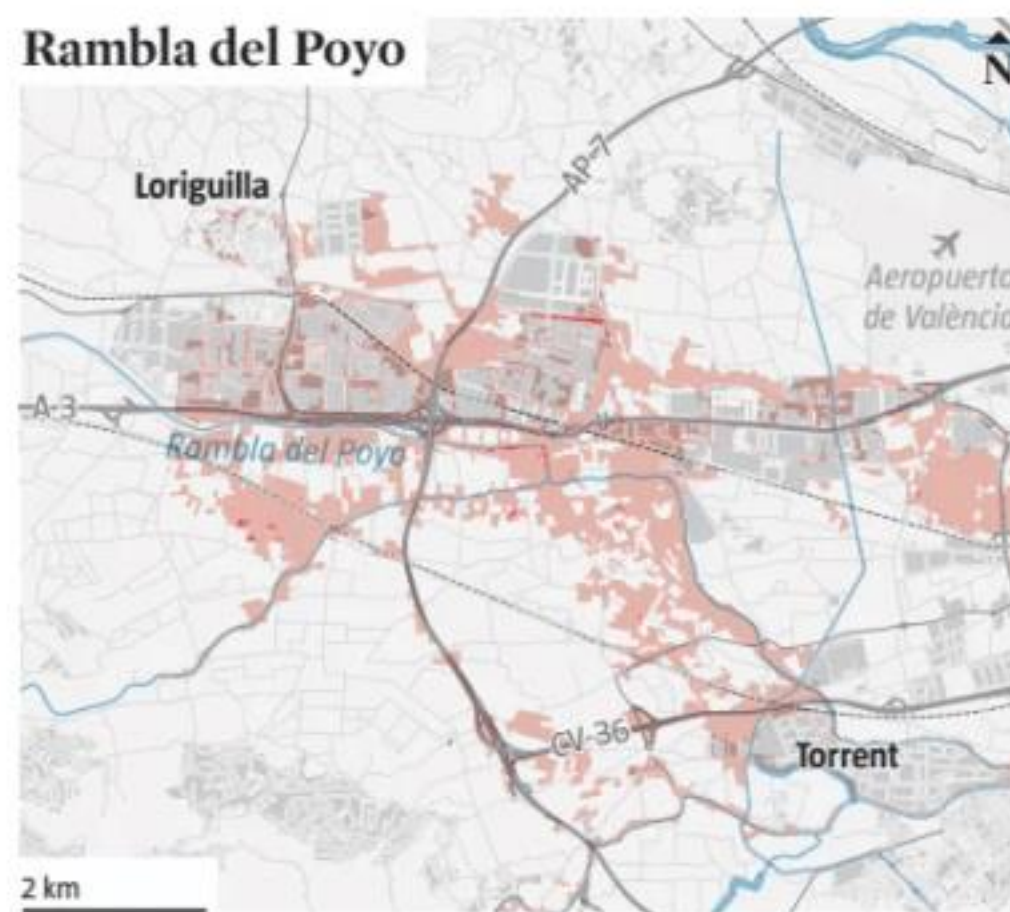 Rambla del Poyo
N
Loriguilla
AP-7
Aeropuerto
de València
A-3
Rambla del Poyo
CV-36
Torrent
2 km